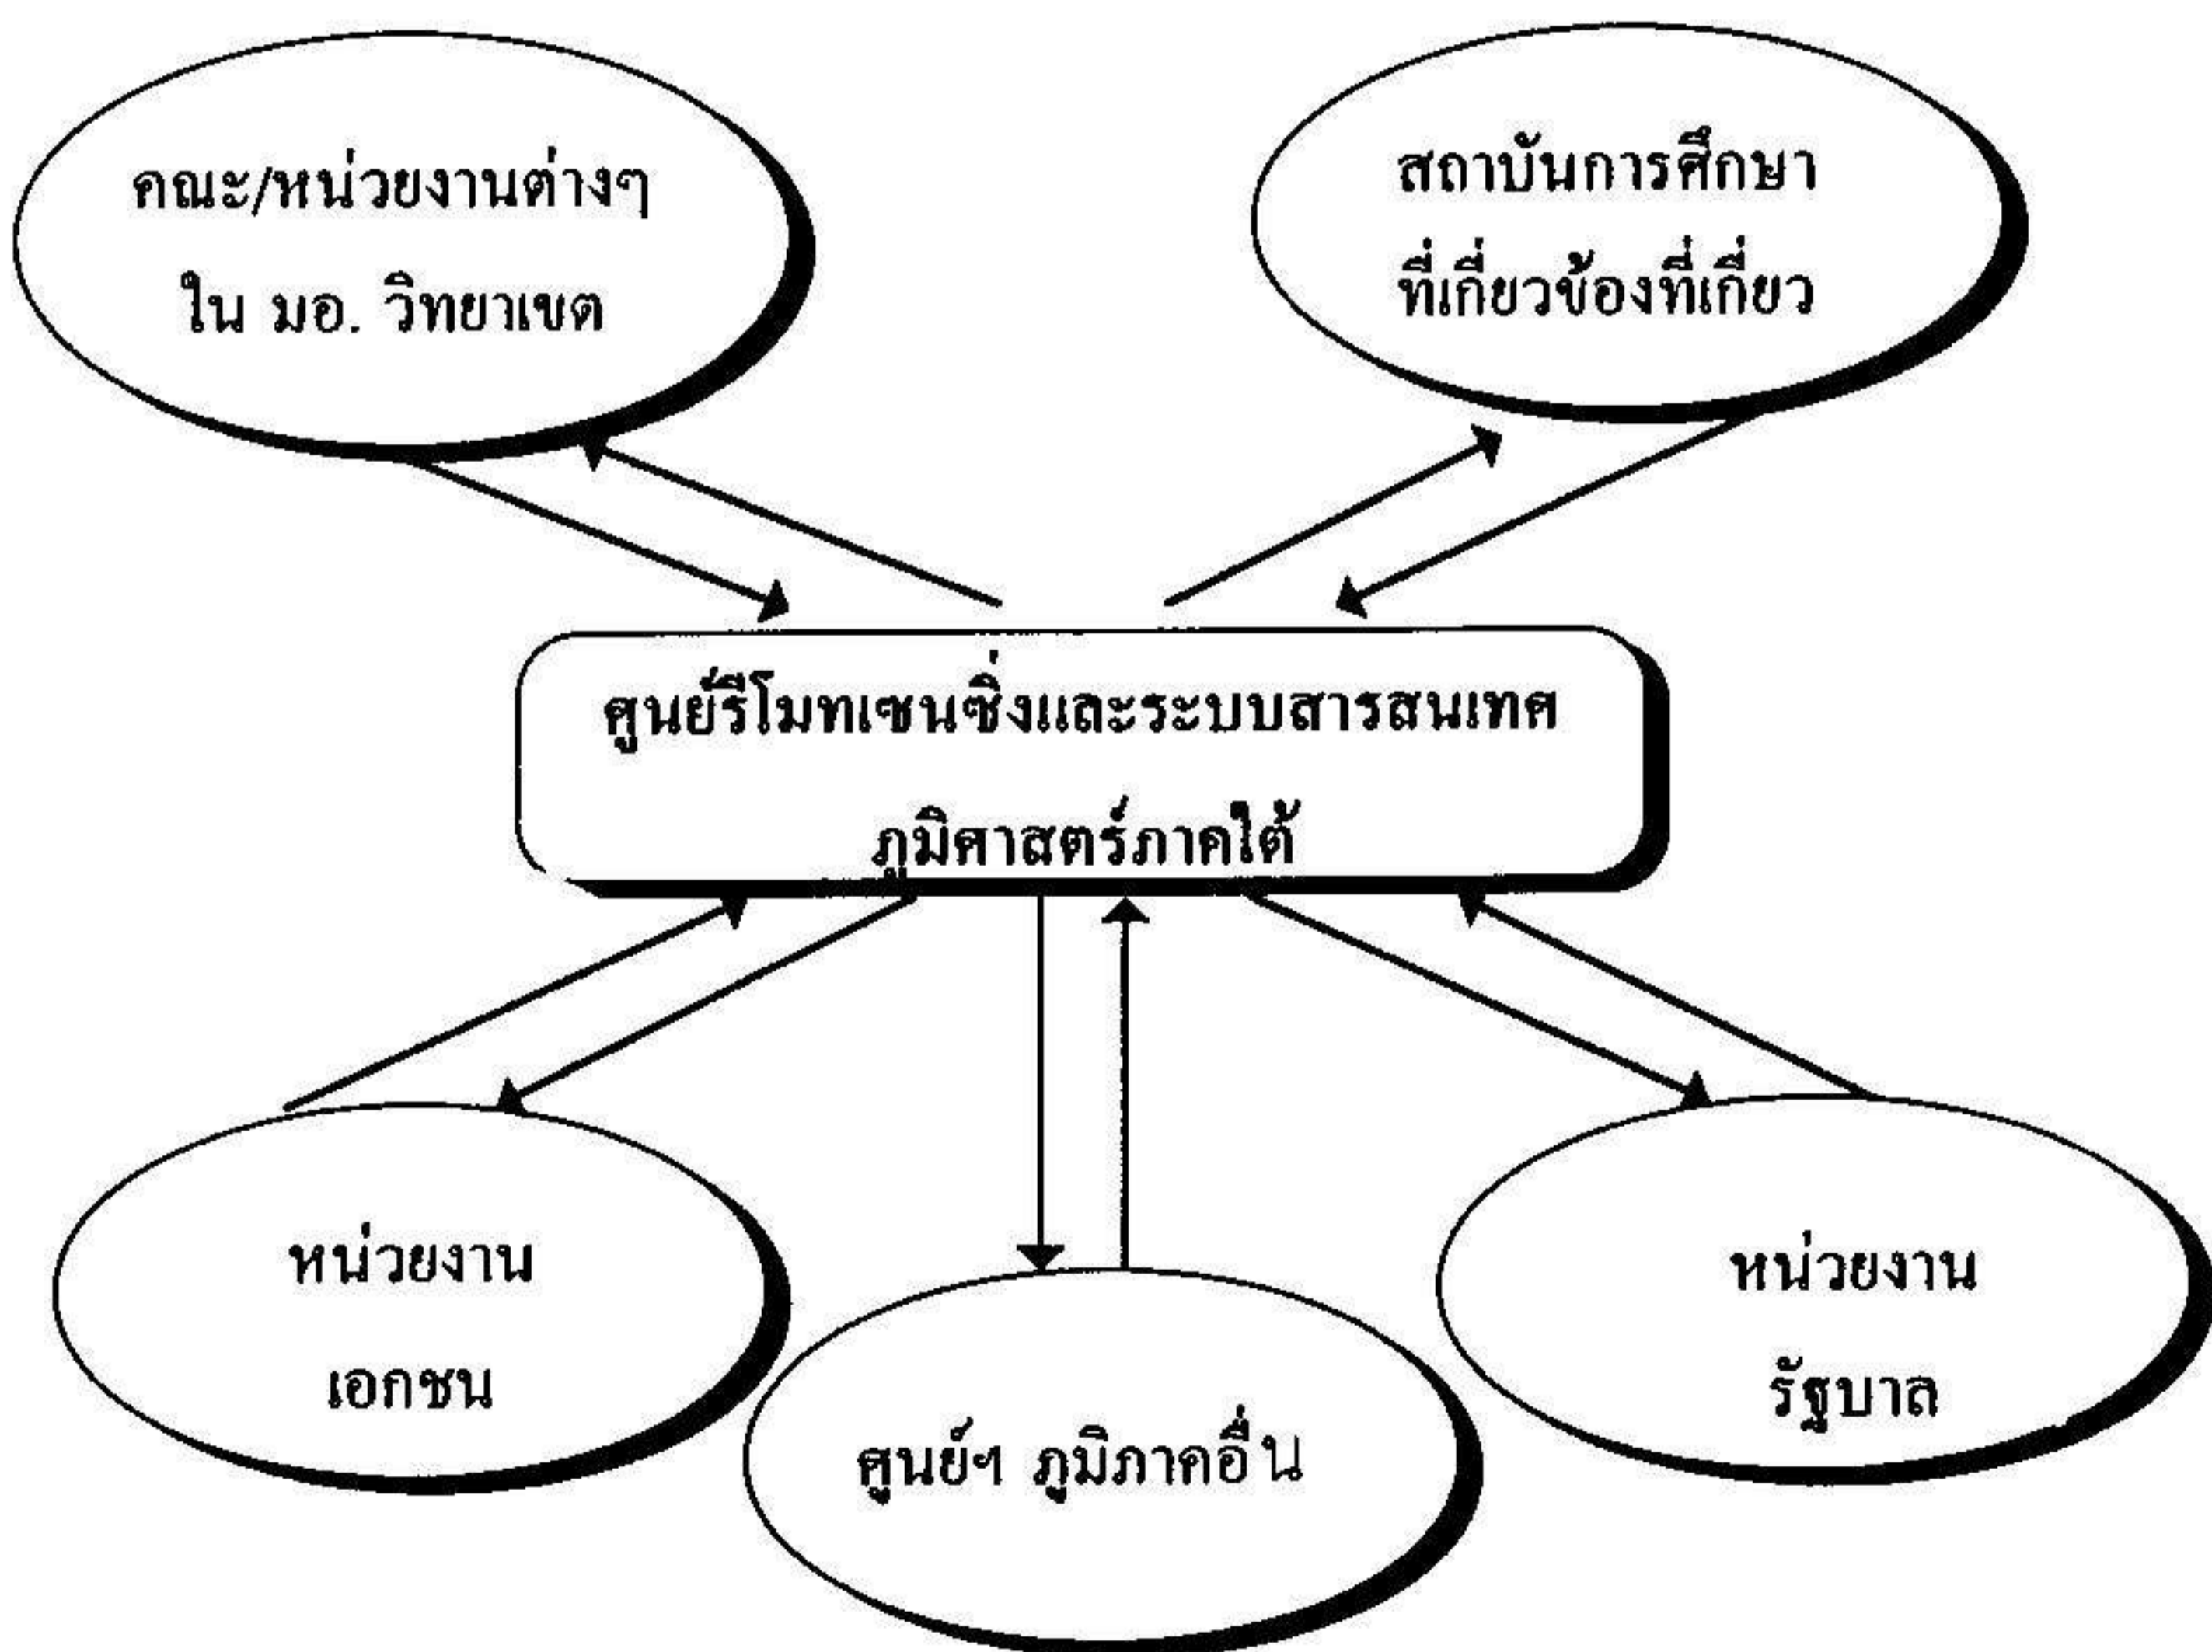 คณะ/หน่วยงานต่างๆ
ใน มอ. วิทยาเขต
สถาบันการศึกษา
ที่เกี่ยวข้องที่เกี่ยว
ศูนย์รีโมทเซนซิ่งและระบบสารสนเทศ
ภูมิศาสตร์ภาคใต้
หน่วยงาน
เอกชน
ศูนย์ฯ ภูมิภาคอื่น
หน่วยงาน
รัฐบาล